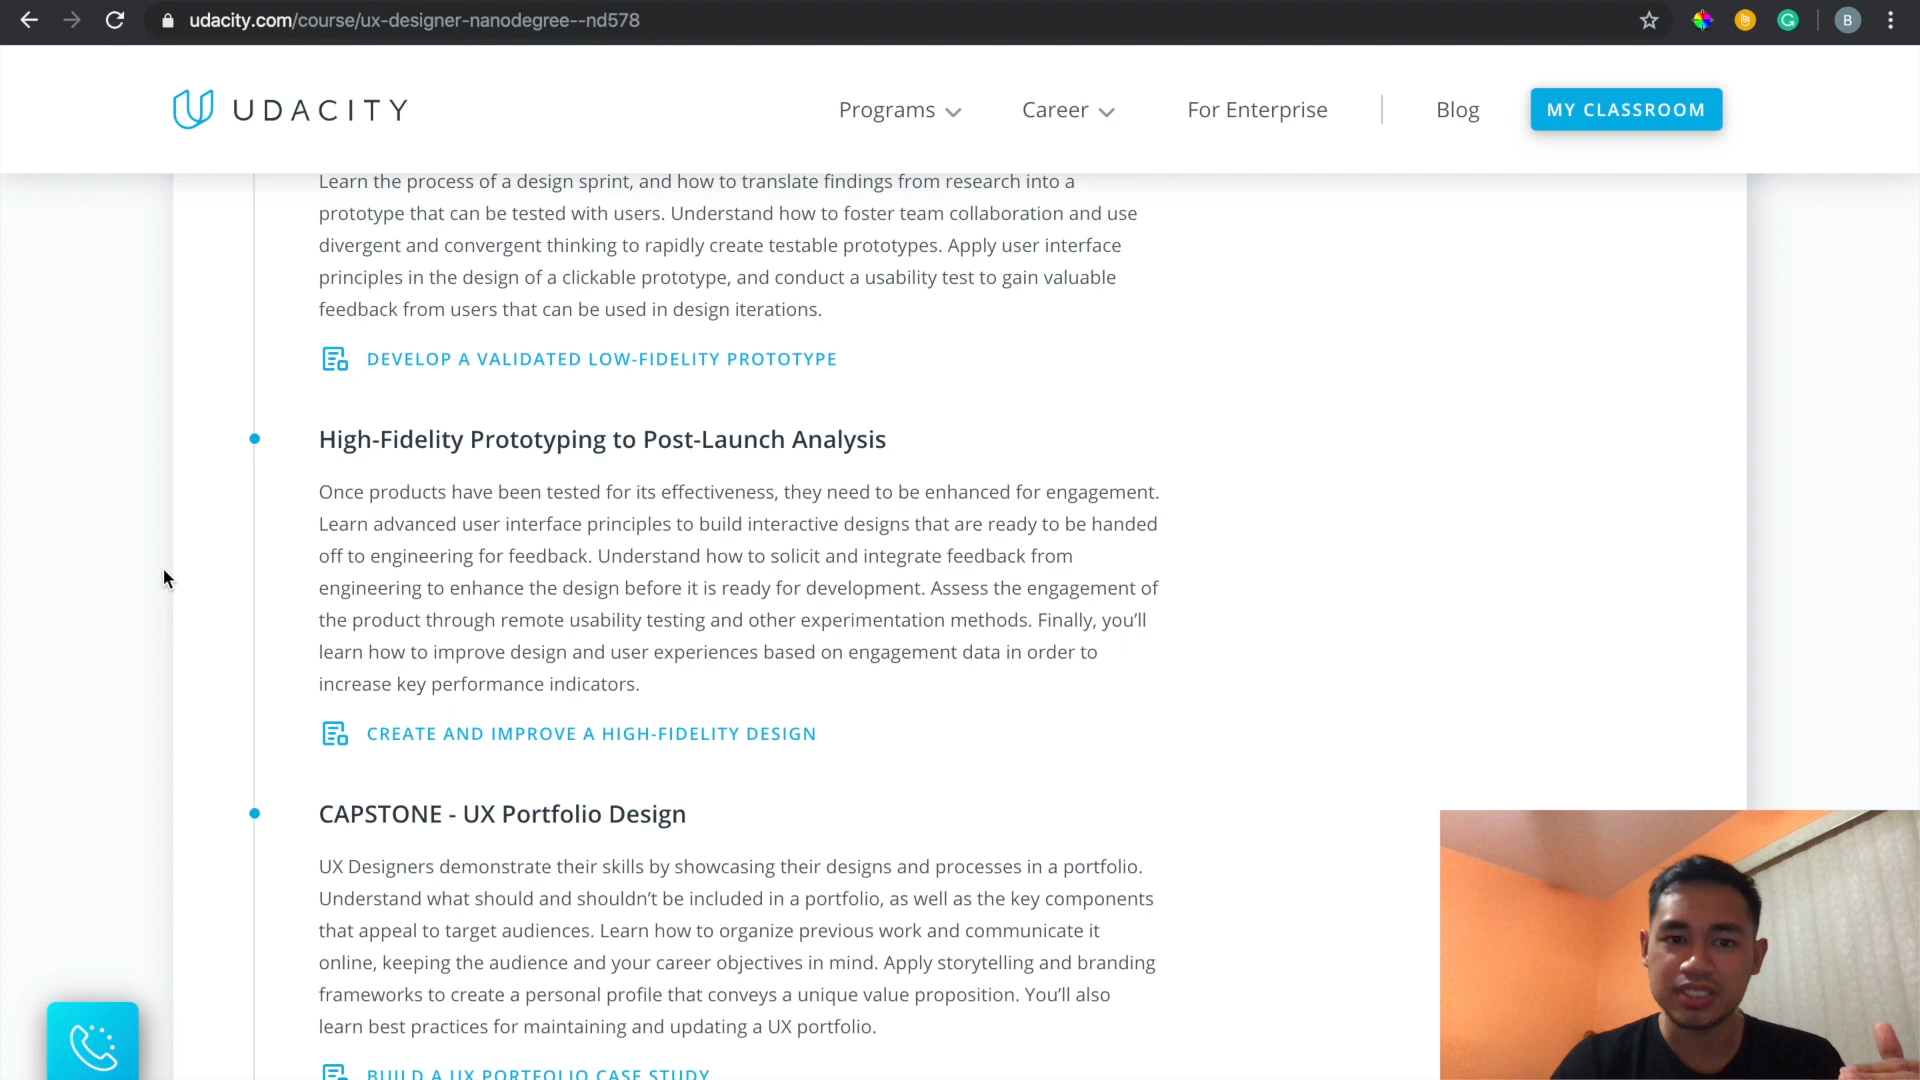 udacity.com/course/ux-designer-nanodegree--nd578
B
UDACITY
Programs
Career
For Enterprise
Blog
MY CLASSROOM
Learn the process of a design sprint, and how to translate findings from research into a
prototype that can be tested with users. Understand how to foster team collaboration and use
divergent and convergent thinking to rapidly create testable prototypes. Apply user interface
principles in the design of a clickable prototype, and conduct a usability test to gain valuable
feedback from users that can be used in design iterations.
DEVELOP A VALIDATED LOW-FIDELITY PROTOTYPE
High-Fidelity Prototyping to Post-Launch Analysis
Once products have been tested for its effectiveness, they need to be enhanced for engagement.
Learn advanced user interface principles to build interactive designs that are ready to be handed
off to engineering for feedback. Understand how to solicit and integrate feedback from
engineering to enhance the design before it is ready for development. Assess the engagement of
the product through remote usability testing and other experimentation methods. Finally, you’ll
learn how to improve design and user experiences based on engagement data in order to
increase key performance indicators.
CREATE AND IMPROVE A HIGH-FIDELITY DESIGN
CAPSTONE - UX Portfolio Design
UX Designers demonstrate their skills by showcasing their designs and processes in a portfolio.
Understand what should and shouldn’t be included in a portfolio, as well as the key components
that appeal to target audiences. Learn how to organize previous work and communicate it
online, keeping the audience and your career objectives in mind. Apply storytelling and branding
frameworks to create a personal profile that conveys a unique value proposition. You’ll also
learn best practices for maintaining and updating a UX portfolio.
BUILD A UX PORTFOLIO CASE STUDY